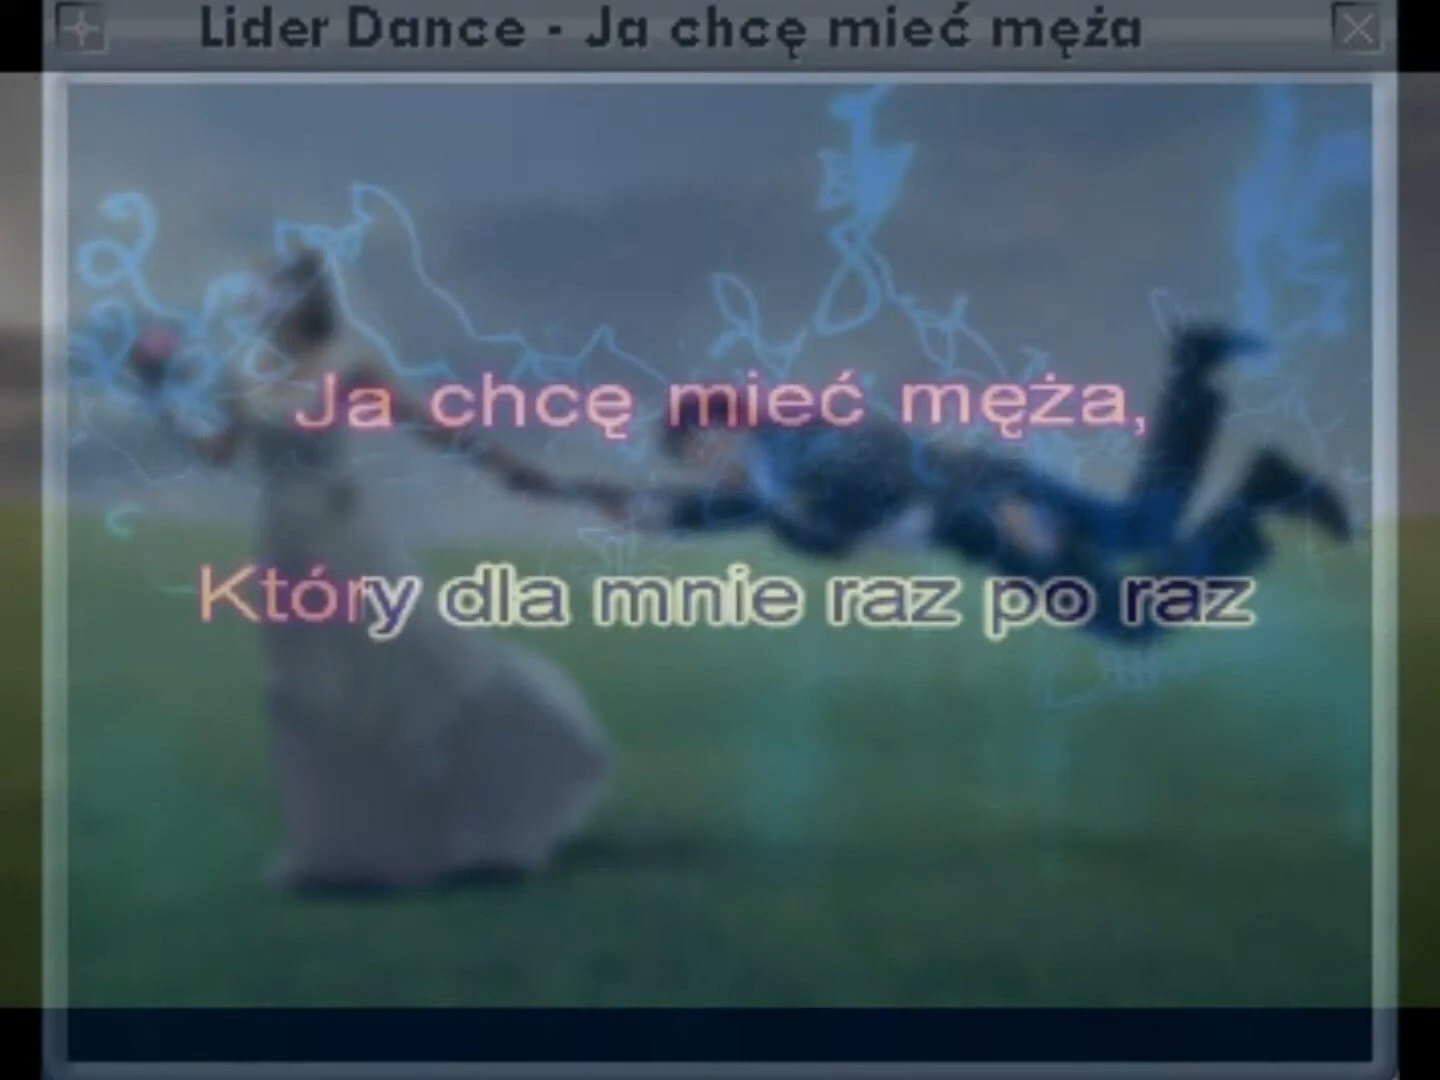 Lider Dance - Ja chcę mieć męża
Ja chcę mieć męża,
Który dla mnie raz po raz